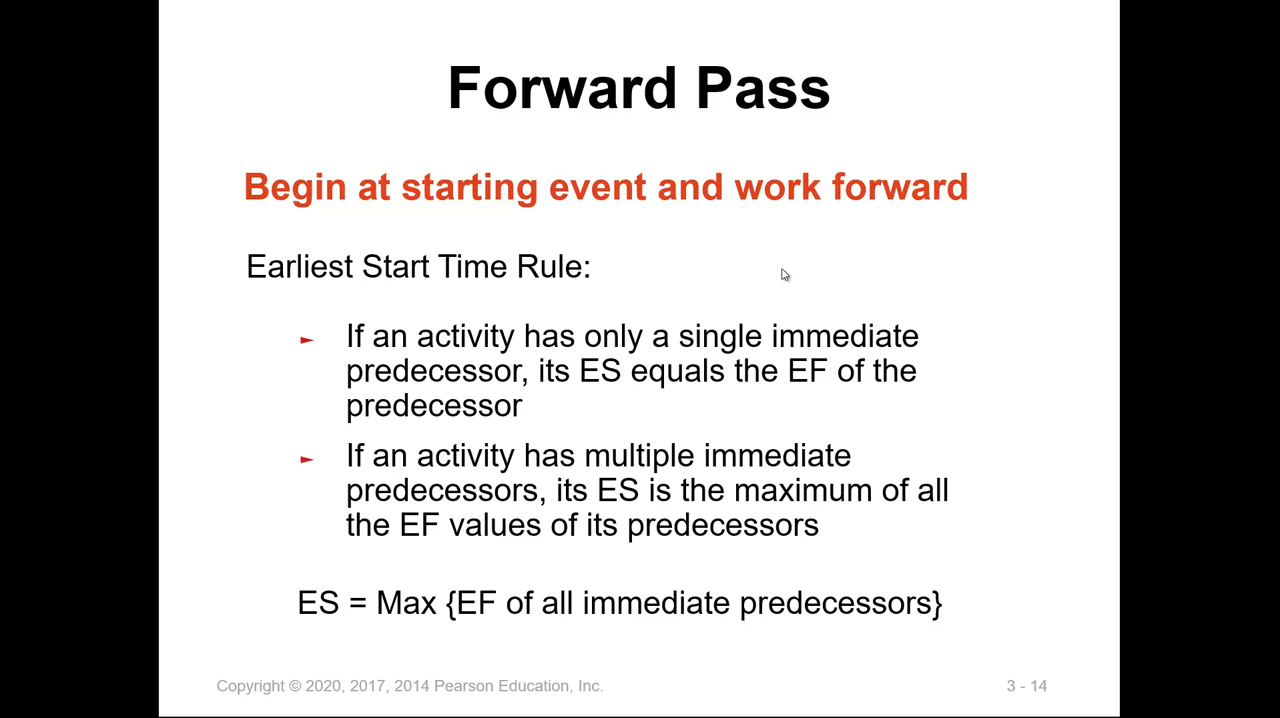 Forward Pass
Begin at starting event and work forward
Earliest Start Time Rule:
► If an activity has only a single immediate
predecessor, its ES equals the EF of the
predecessor
► If an activity has multiple immediate
predecessors, its ES is the maximum of all
the EF values of its predecessors
ES = Max {EF of all immediate predecessors}
Copyright © 2020, 2017, 2014 Pearson Education, Inc.
3 - 14